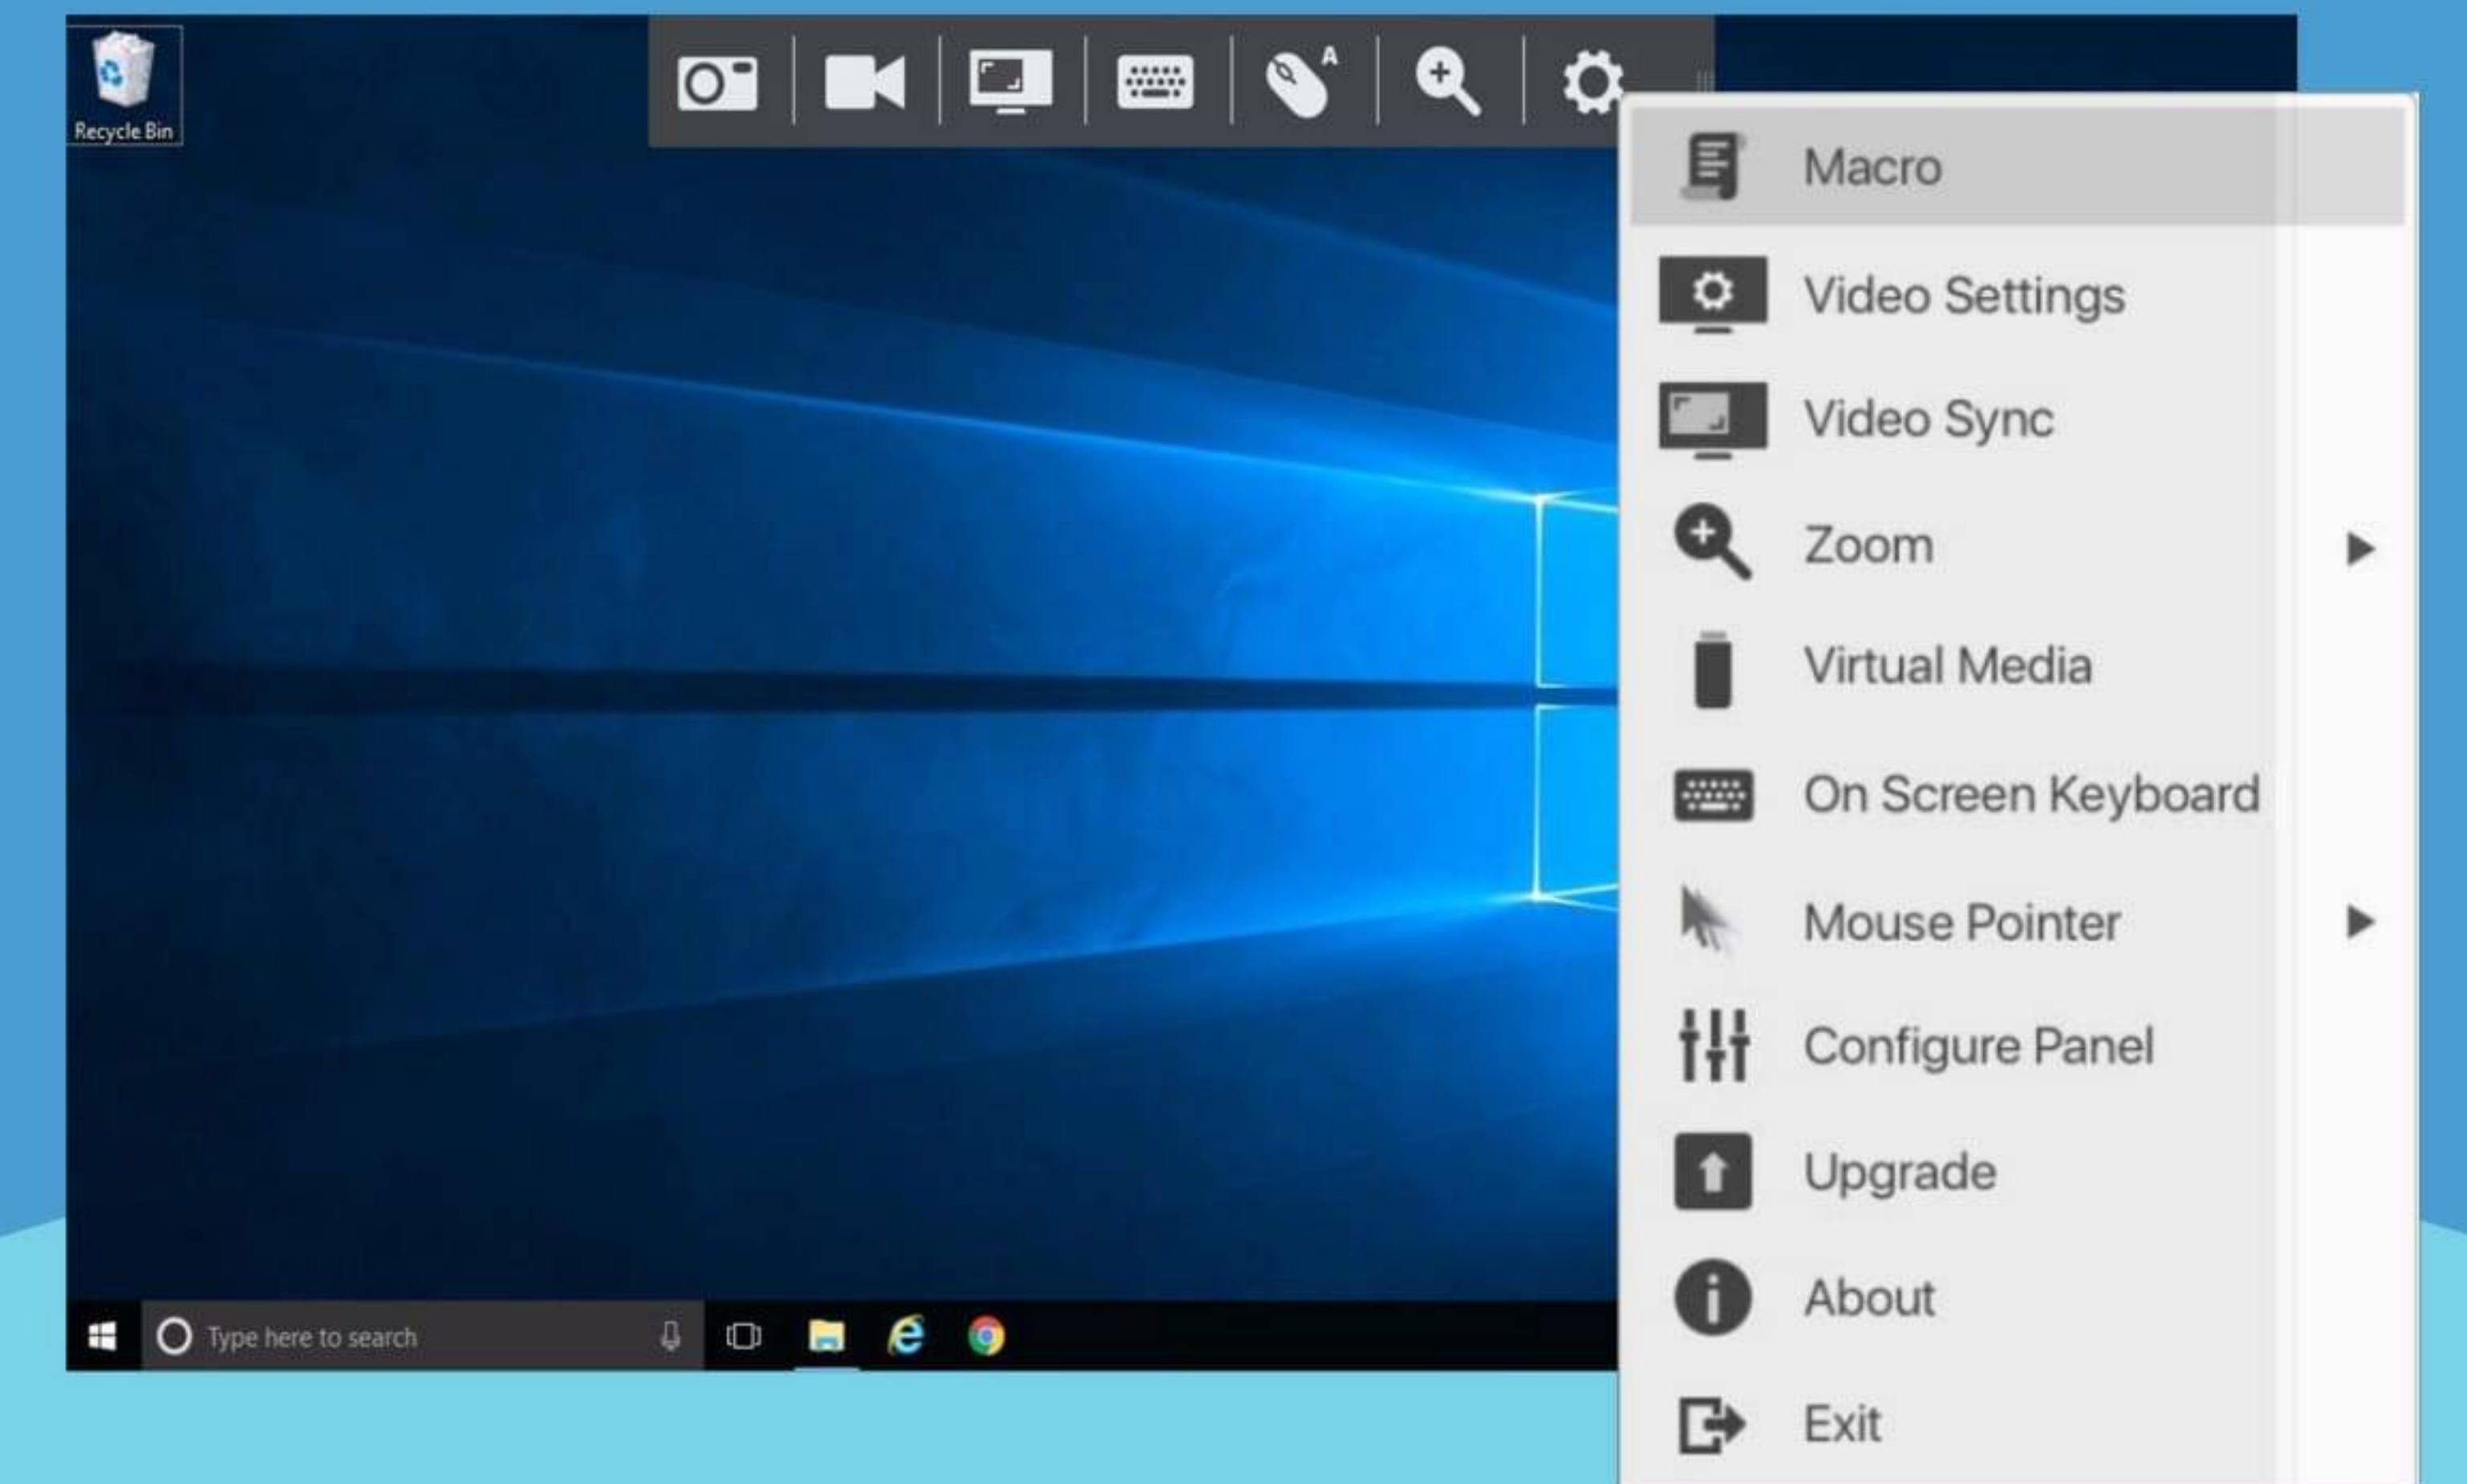 Recycle Bin
A
Macro
Video Settings
Video Sync
Zoom
Virtual Media
On Screen Keyboard
Mouse Pointer
Configure Panel
Upgrade
About
Exit
Type here to search